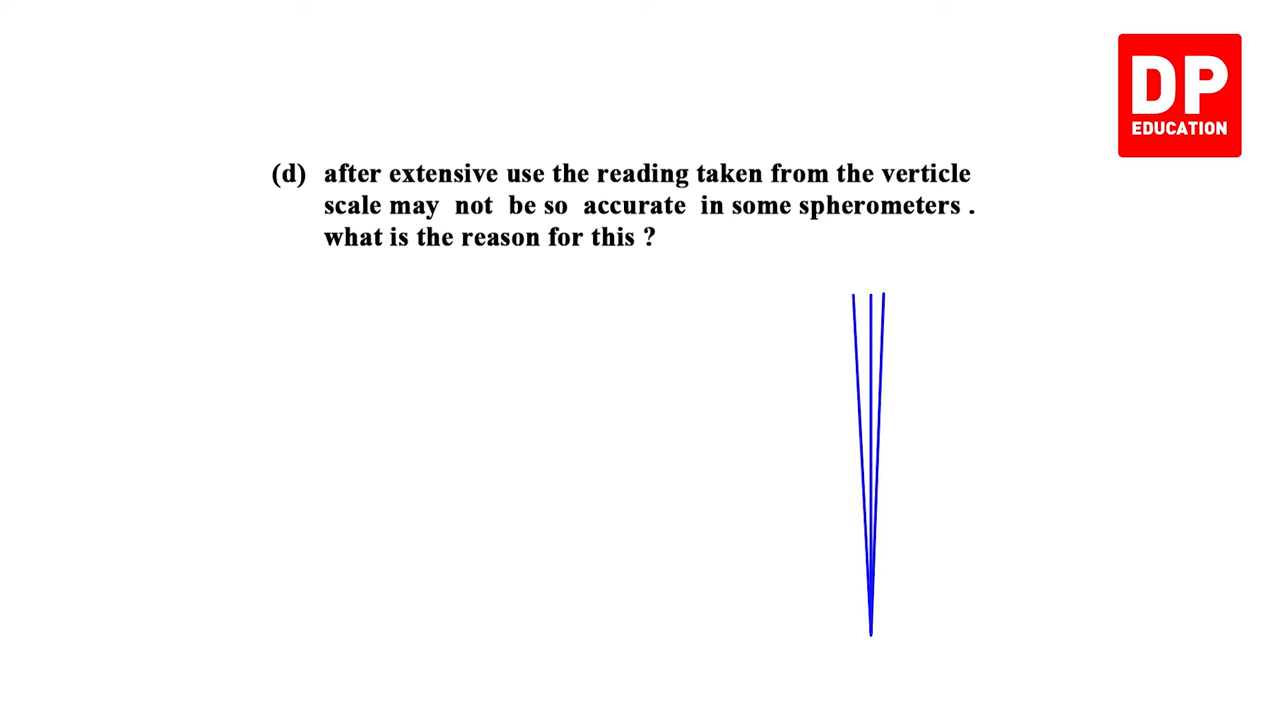 DP
EDUCATION
(d) after extensive use the reading taken from the verticle
scale may not be so accurate in some spherometers .
what is the reason for this ?